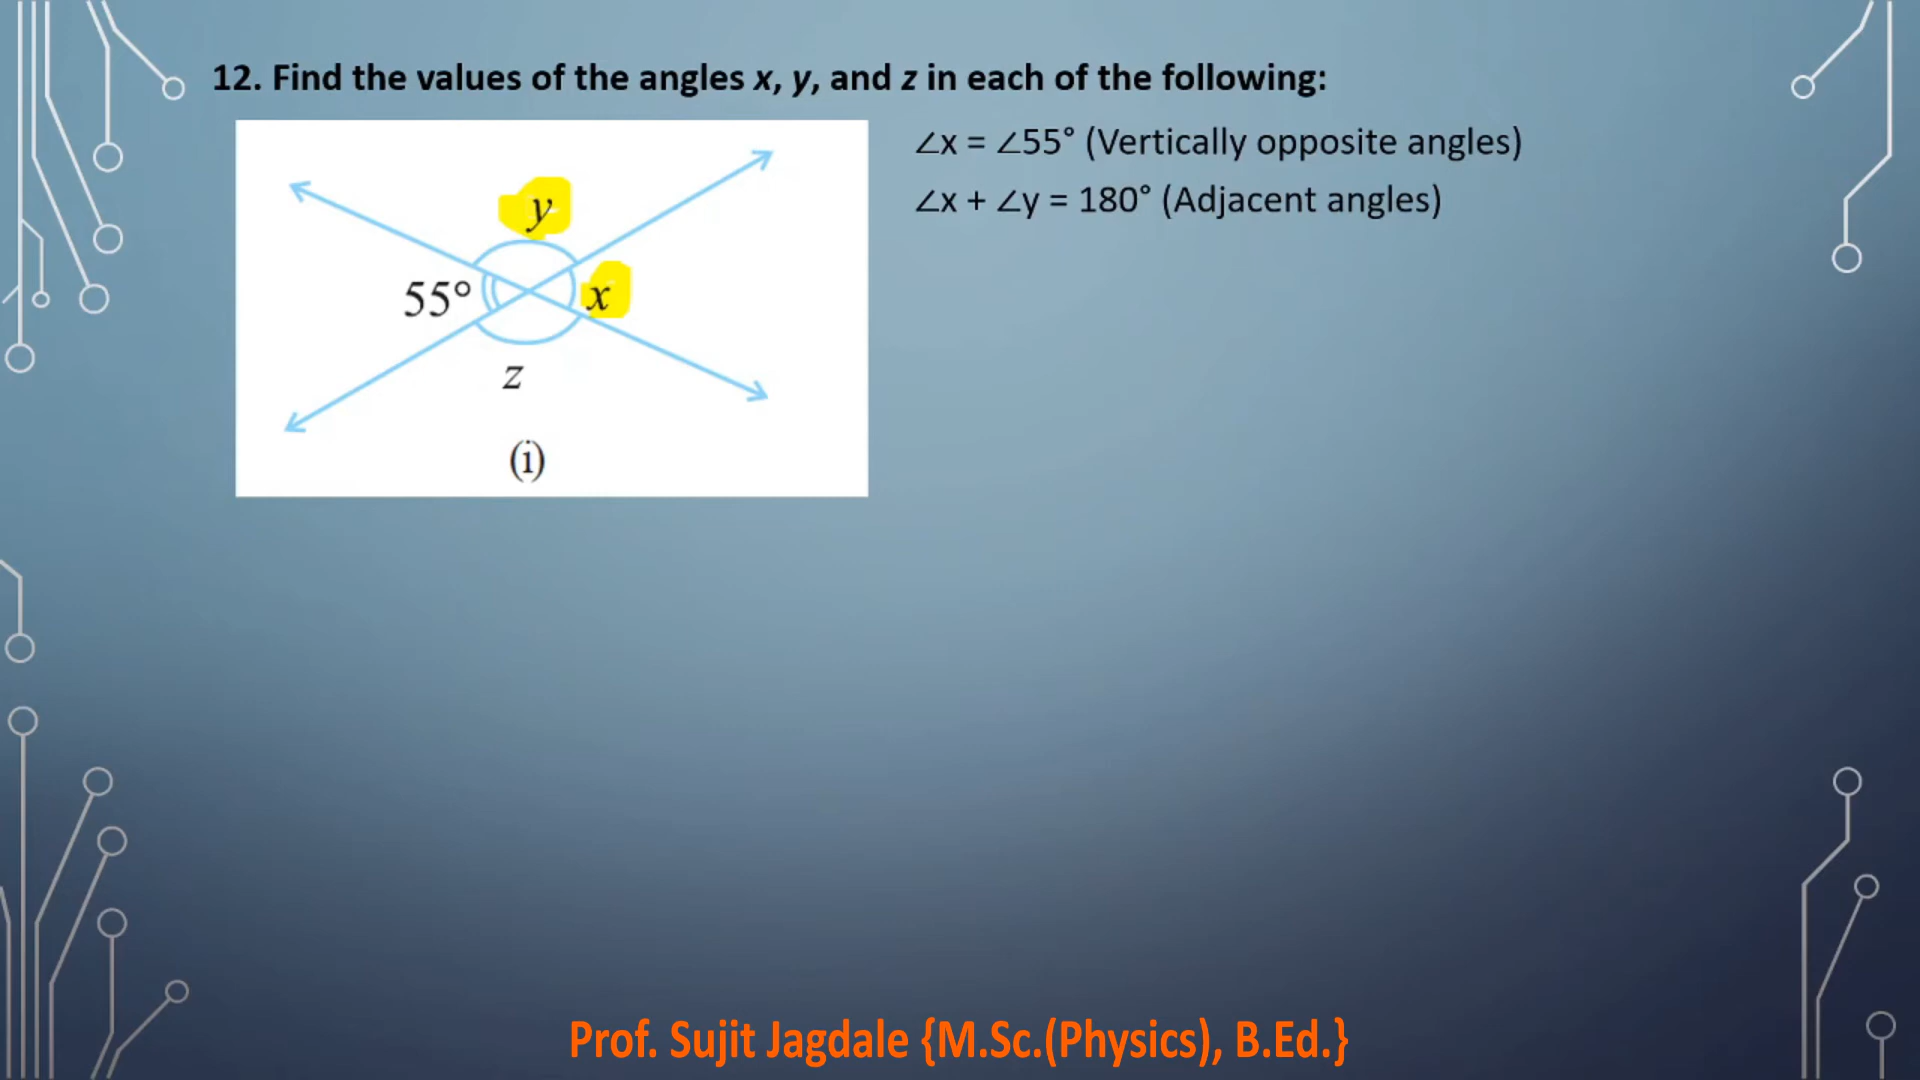 12. Find the values of the angles x, y, and z in each of the following:
∠x = ∠55° (Vertically opposite angles)
∠x + ∠y = 180° (Adjacent angles)
y
55°
x
z
(i)
Prof. Sujit Jagdale {M.Sc.(Physics), B.Ed.}